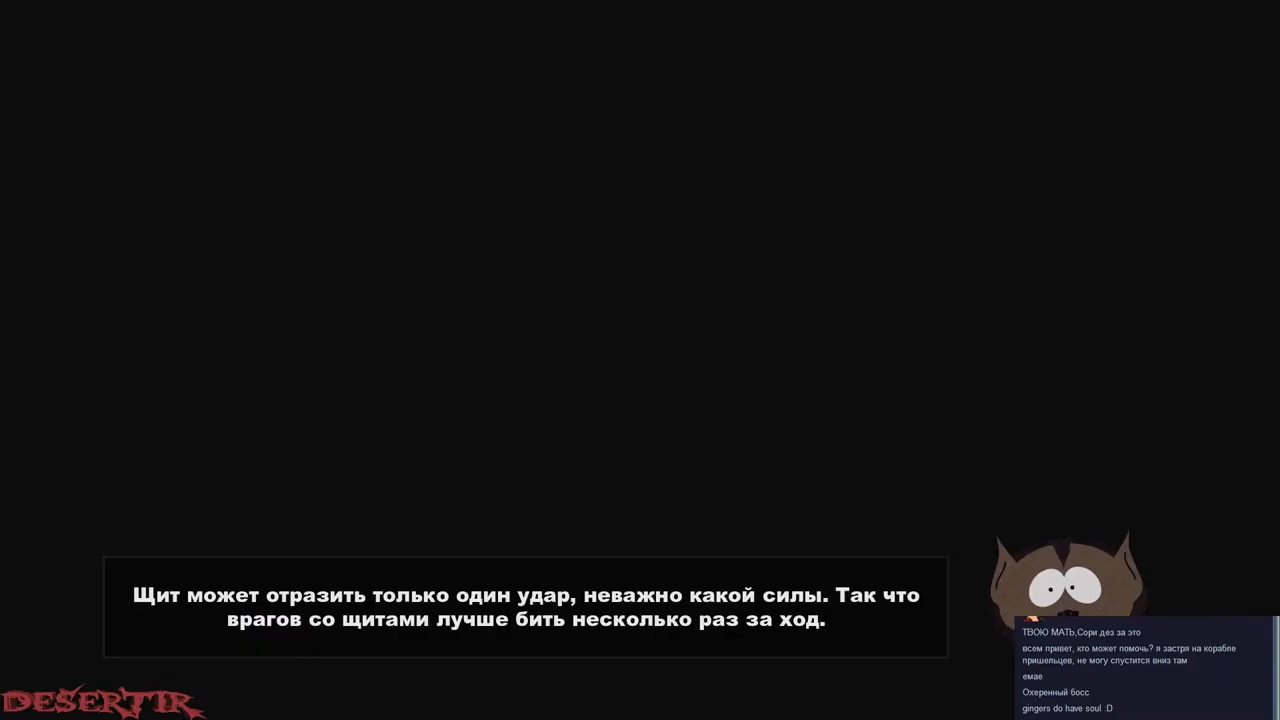 Щит может отразить только один удар, неважно какой силы. Так что
врагов со щитами лучше бить несколько раз за ход.
ТВОЮ МАТЬ,Сори дез за это
всем привет, кто может помочь? я застря на корабле
пришельцев, не могу спустится вниз там
емае
Охеренный босс
gingers do have soul :D
DESERTIR